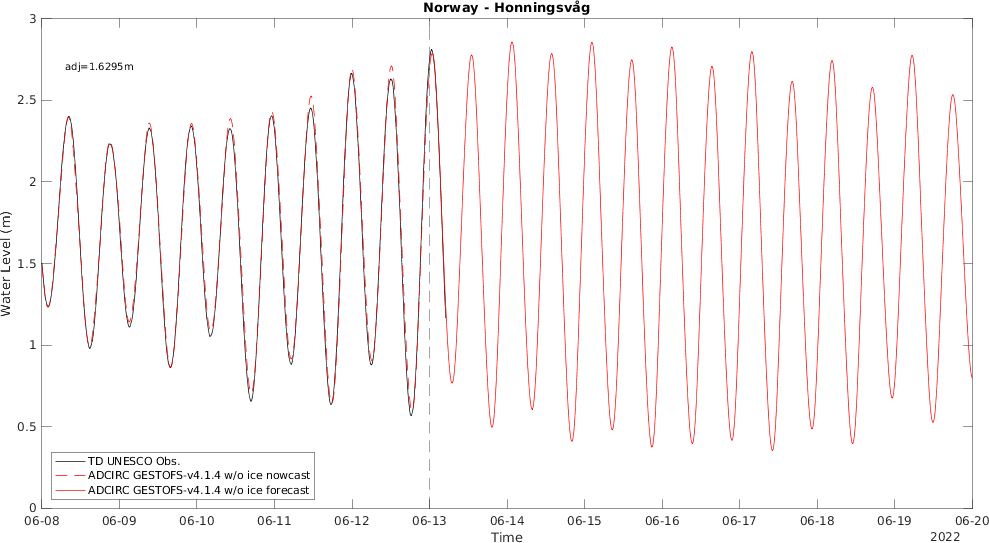 Norway - Honningsvåg
adj=1.6295m
3
2.5
2
1.5
1
0.5
0
Water Level (m)
TD UNESCO Obs.
ADCIRC GESTOFS-v4.1.4 w/o ice nowcast
ADCIRC GESTOFS-v4.1.4 w/o ice forecast
06-08 06-09 06-10 06-11 06-12 06-13 06-14 06-15 06-16 06-17 06-18 06-19 06-20
Time
2022